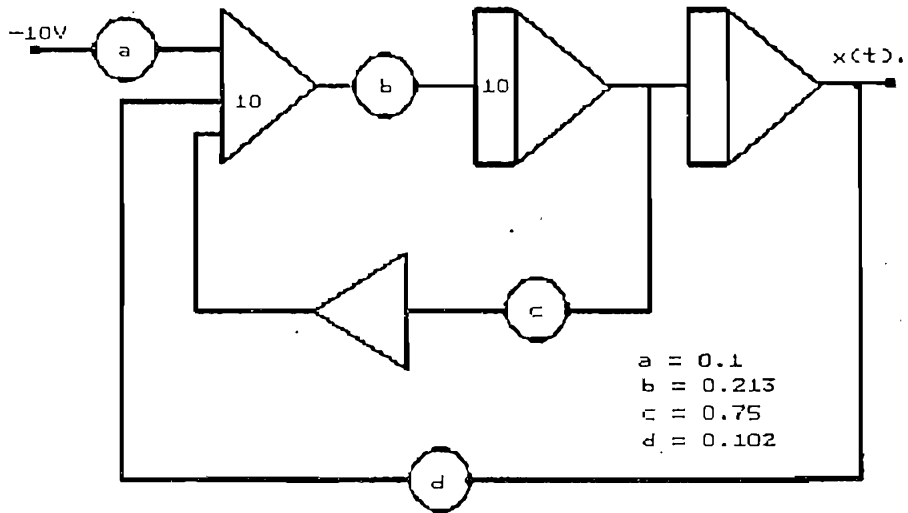 -10V
a
10
b
10
x(t).
c
a = 0.1
b = 0.213
c = 0.75
d = 0.102
d